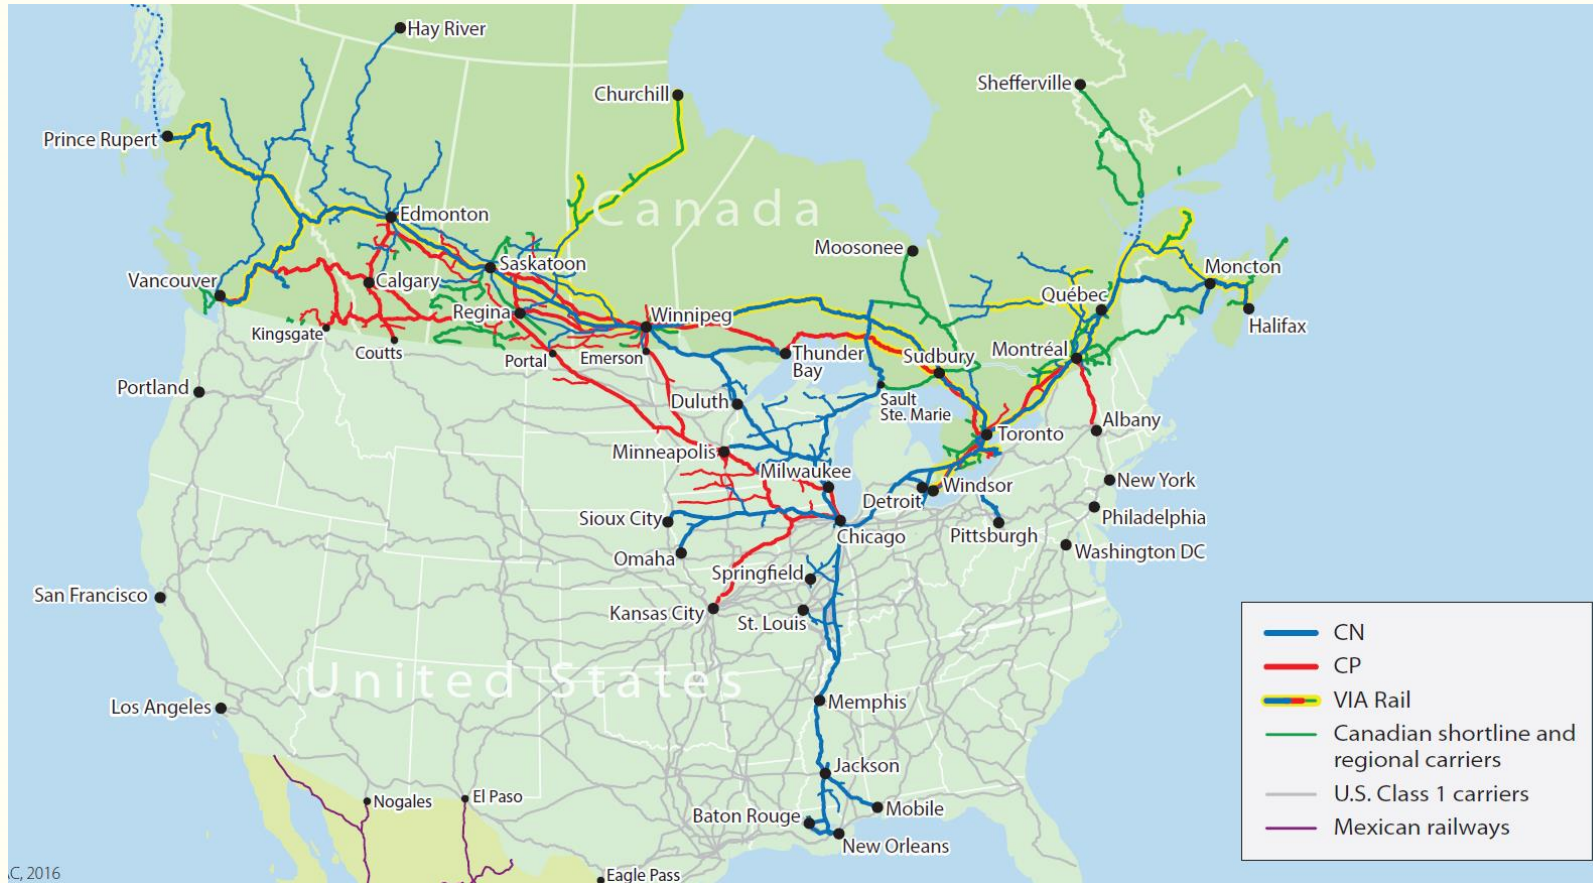 Hay River
Churchill
Shefferville
Prince Rupert
Canada
Edmonton
Moosonee
Saskatoon
Moncton
Vancouver
Calgary
Québec
Regina
Winnipeg
Halifax
Kingsgate
Coutts
Portal
Emerson
Thunder
Bay
Sudbury
Montréal
Portland
Duluth
Sault
Ste. Marie
Albany
Toronto
Minneapolis
Milwaukee
New York
Detroit
Windsor
Sioux City
Chicago
Pittsburgh
Philadelphia
Omaha
Washington DC
Springfield
San Francisco
Kansas City
St. Louis
United States
Memphis
Los Angeles
Jackson
Nogales
El Paso
Mobile
Baton Rouge
New Orleans
Eagle Pass
CN
CP
VIA Rail
Canadian shortline and
regional carriers
U.S. Class 1 carriers
Mexican railways
C, 2016